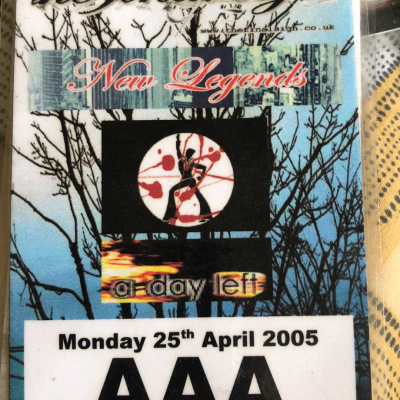 www.thefinalsigh.co.uk
New Legends
a day left
Monday 25th April 2005
AAA